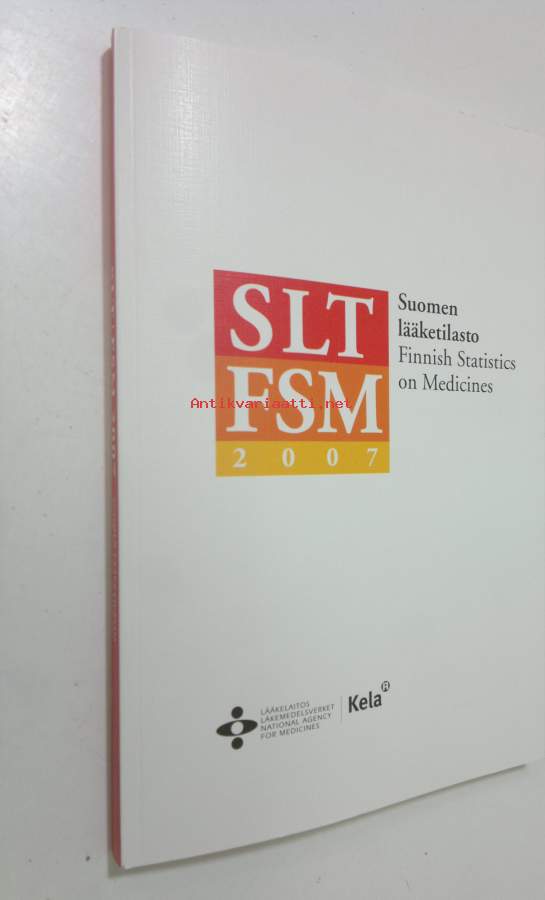 SLT
FSM
2007
Suomen
lääketilasto
Finnish Statistics
on Medicines
Antikvariaatti.net
LÄÄKELAITOS
LÄKEMEDELSVERKET
NATIONAL AGENCY
FOR MEDICINES
Kela